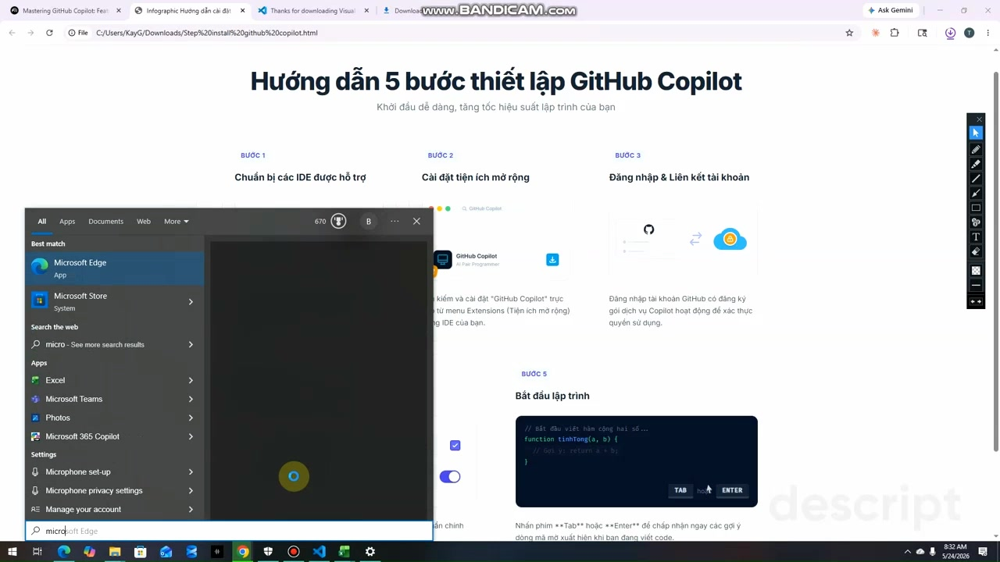 Mastering GitHub Copilot: Feat
Infographic Hướng dẫn cài đặt
Thanks for downloading Visual
Downloa
www.BANDICAM.com
Ask Gemini
File
C:/Users/KayG/Downloads/Step%20install%20github%20copilot.html
T
Hướng dẫn 5 bước thiết lập GitHub Copilot
Khởi đầu dễ dàng, tăng tốc hiệu suất lập trình của bạn
BƯỚC 1
Chuẩn bị các IDE được hỗ trợ
BƯỚC 2
Cài đặt tiện ích mở rộng
GitHub Copilot
GitHub Copilot
AI Pair Programmer
kiếm và cài đặt "GitHub Copilot" trực
từ menu Extensions (Tiện ích mở rộng)
IDE của bạn.
BƯỚC 3
Đăng nhập & Liên kết tài khoản
Đăng nhập tài khoản GitHub có đăng ký
gói dịch vụ Copilot hoạt động để xác thực
quyền sử dụng.
chính
BƯỚC 5
Bắt đầu lập trình
// Bắt đầu viết hàm cộng hai số...
function tinhTong(a, b) {
// Gợi ý: return a + b;
}
TAB
ENTER
Nhấn phím **Tab** hoặc **Enter** để chấp nhận ngay các gợi ý
dòng mã mờ xuất hiện khi bạn đang viết code.
descript
All Apps Documents Web More
670
B
Best match
Microsoft Edge
App
Microsoft Store
System
Search the web
micro - See more search results
Apps
Excel
Microsoft Teams
Photos
Microsoft 365 Copilot
Settings
Microphone set-up
Microphone privacy settings
Manage your account
microsoft Edge
T
8:32 AM
5/24/2026